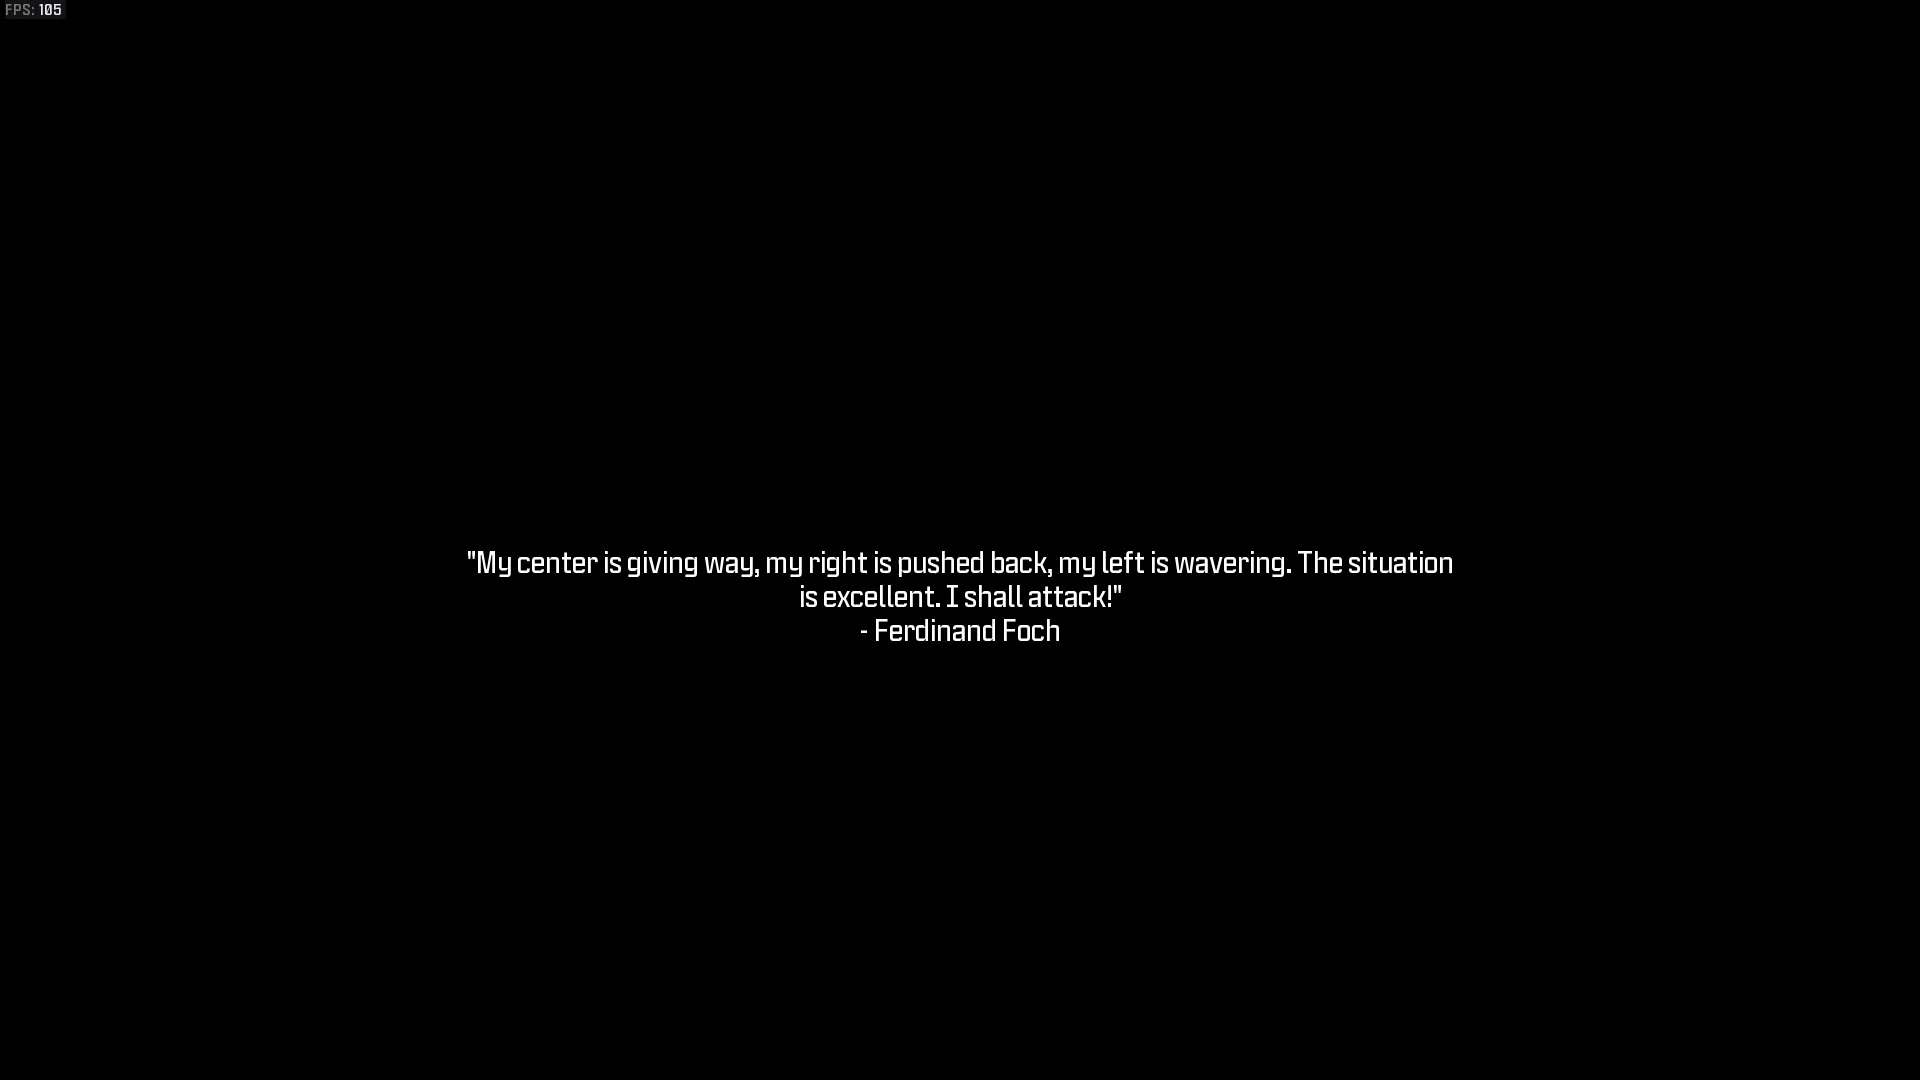 FPS: 105
"My center is giving way, my right is pushed back, my left is wavering. The situation
is excellent. I shall attack!"
- Ferdinand Foch